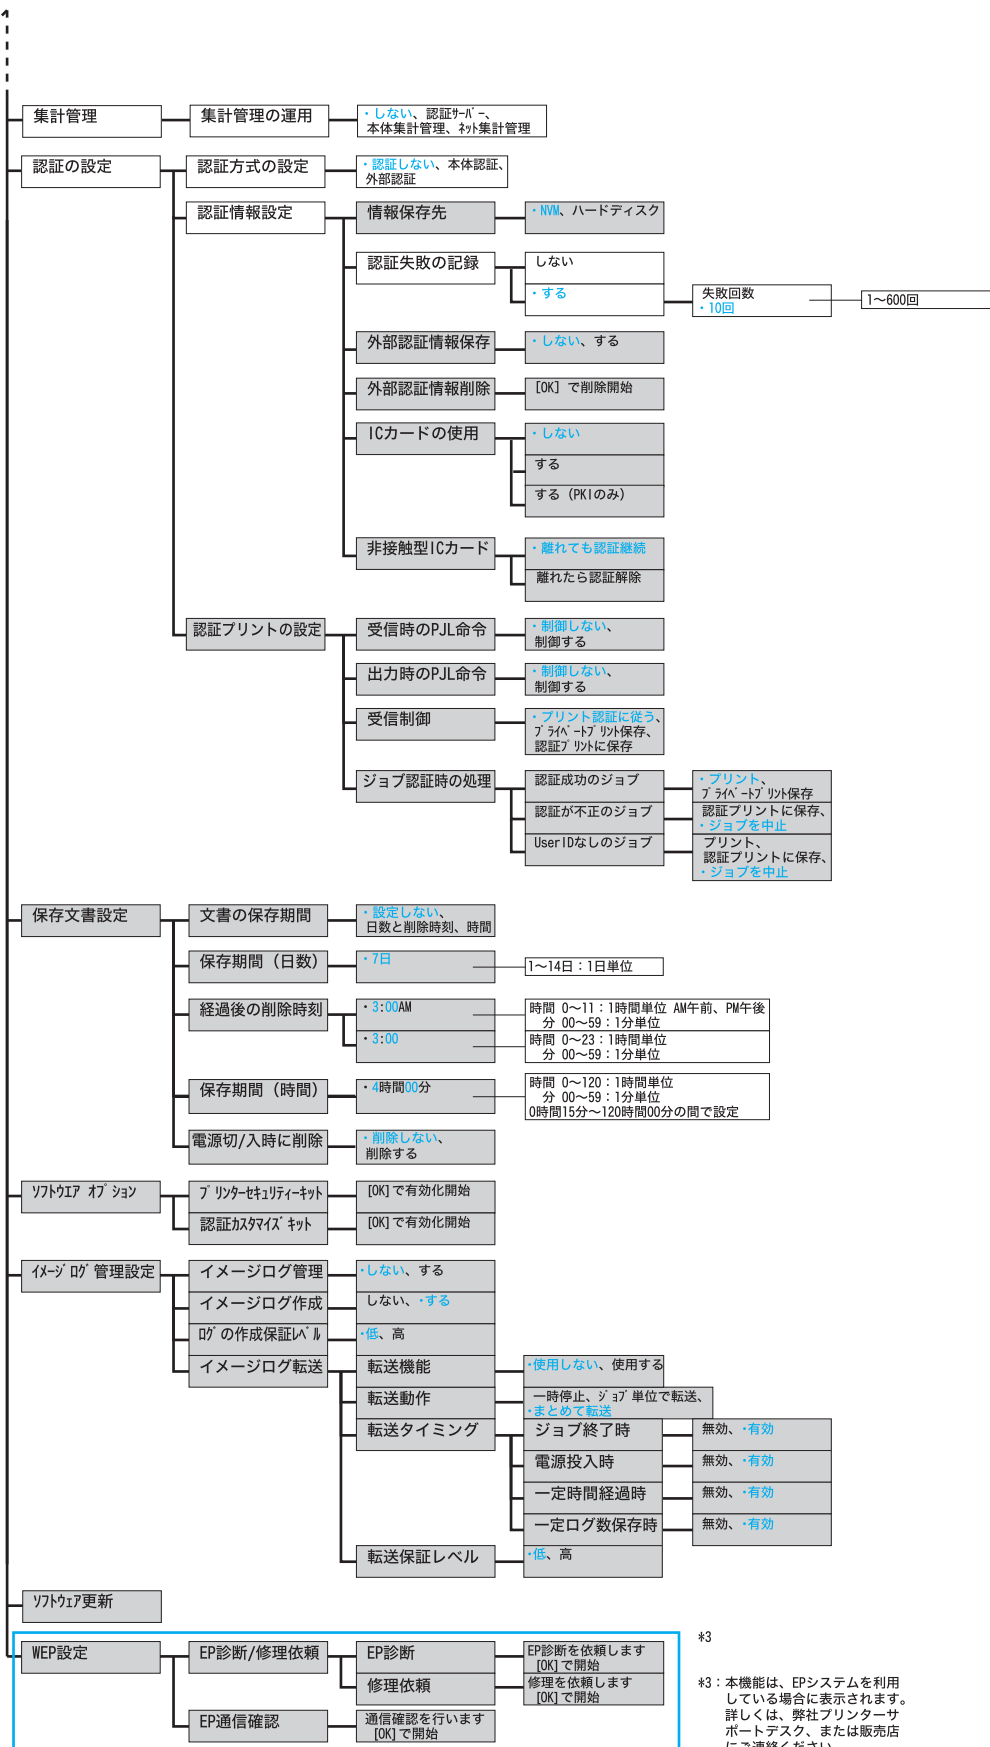 集計管理
集計管理の運用
・しない、認証ｻｰﾊﾞｰ、
本体集計管理、ﾈｯﾄ集計管理
認証の設定
認証方式の設定
・認証しない、本体認証、
外部認証
認証情報設定
情報保存先
・NVM、ハードディスク
認証失敗の記録
しない
・する
失敗回数
・10回
1〜600回
外部認証情報保存
・しない、する
外部認証情報削除
[OK] で削除開始
ICカードの使用
・しない
する
する（PKIのみ）
非接触型ICカード
・離れても認証継続
離れたら認証解除
認証プリントの設定
受信時のPJL命令
・制御しない、
制御する
出力時のPJL命令
・制御しない、
制御する
受信制御
・プリント認証に従う、
ﾌﾟﾗｲﾍﾞｰﾄﾌﾟﾘﾝﾄ保存、
認証ﾌﾟﾘﾝﾄに保存
ジョブ認証時の処理
認証成功のジョブ
・プリント、
ﾌﾟﾗｲﾍﾞｰﾄﾌﾟﾘﾝﾄ保存
認証が不正のジョブ
認証プリントに保存、
・ジョブを中止
UserIDなしのジョブ
プリント、
認証プリントに保存、
・ジョブを中止
保存文書設定
文書の保存期間
・設定しない、
日数と削除時刻、時間
保存期間（日数）
・7日
1〜14日：1日単位
経過後の削除時刻
・3:00AM
時間 0〜11：1時間単位 AM午前、PM午後
分 00〜59：1分単位
・3:00
時間 0〜23：1時間単位
分 00〜59：1分単位
保存期間（時間）
・4時間00分
時間 0〜120：1時間単位
分 00〜59：1分単位
0時間15分〜120時間00分の間で設定
電源切/入時に削除
・削除しない、
削除する
ｿﾌﾄｳｴｱ ｵﾌﾟｼｮﾝ
ﾌﾟﾘﾝﾀｰｾｷｭﾘﾃｨｰｷｯﾄ
[OK]で有効化開始
認証ｶｽﾀﾏｲｽﾞｷｯﾄ
[OK]で有効化開始
ｲﾒｰｼﾞﾛｸﾞ管理設定
イメージログ管理
・しない、する
イメージログ作成
しない、・する
ﾛｸﾞの作成保証ﾚﾍﾞﾙ
・低、高
イメージログ転送
転送機能
・使用しない、使用する
転送動作
一時停止、ｼﾞｮﾌﾞ単位で転送、
・まとめて転送
転送タイミング
ジョブ終了時
無効、・有効
電源投入時
無効、・有効
一定時間経過時
無効、・有効
一定ログ数保存時
無効、・有効
転送保証レベル
・低、高
ｿﾌﾄｳｪｱ更新
WEP設定
EP診断/修理依頼
EP診断
EP診断を依頼します
[OK]で開始
修理依頼
修理を依頼します
[OK]で開始
EP通信確認
通信確認を行います
[OK]で開始
*3
*3：本機能は、EPシステムを利用
している場合に表示されます。
詳しくは、弊社プリンターサ
ポートデスク、または販売店
にご連絡ください